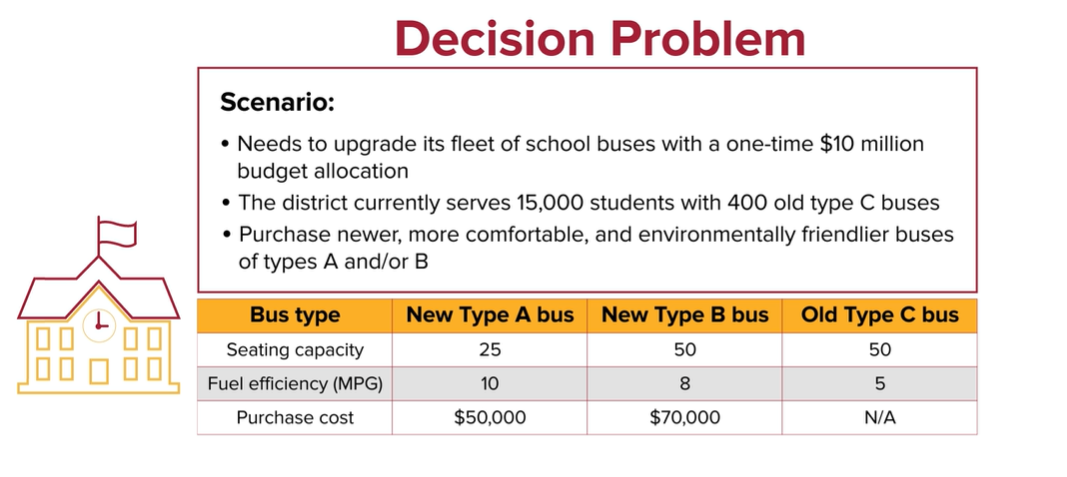 Decision Problem
Scenario:
• Needs to upgrade its fleet of school buses with a one-time $10 million
budget allocation
• The district currently serves 15,000 students with 400 old type C buses
• Purchase newer, more comfortable, and environmentally friendlier buses
of types A and/or B
Bus type New Type A bus New Type B bus Old Type C bus
Seating capacity 25 50 50
Fuel efficiency (MPG) 10 8 5
Purchase cost $50,000 $70,000 N/A